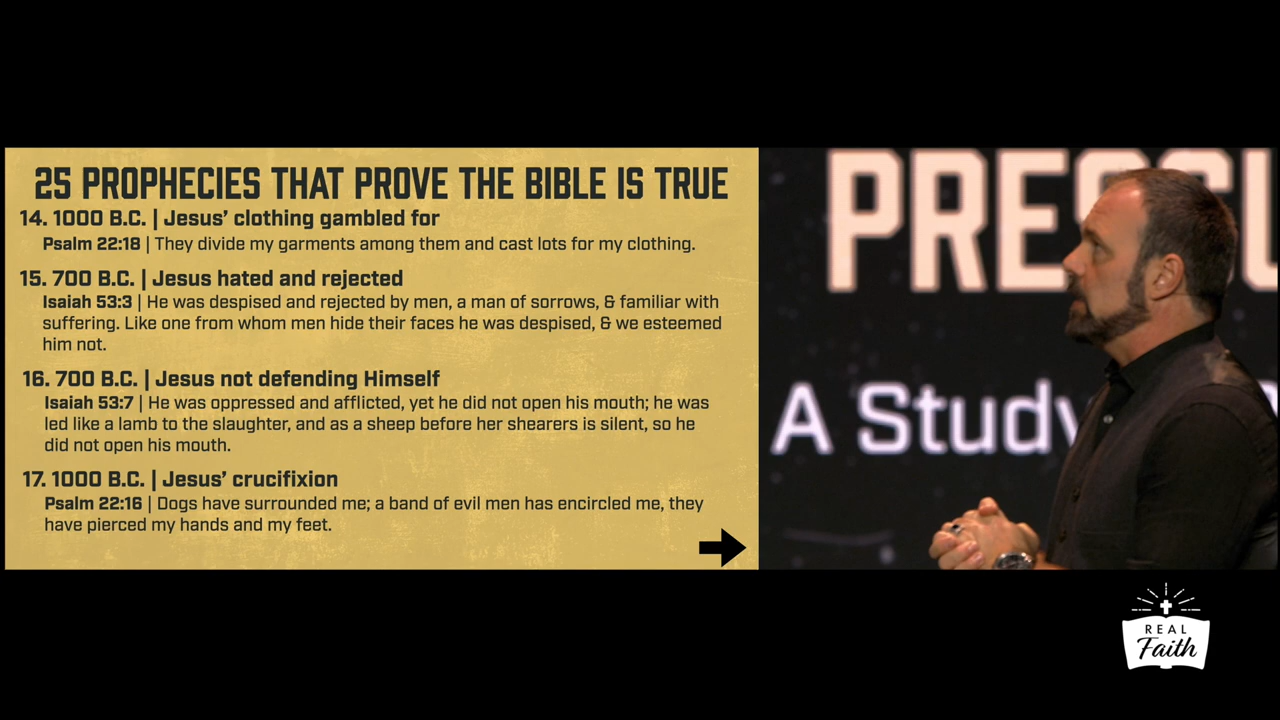 25 PROPHECIES THAT PROVE THE BIBLE IS TRUE
14. 1000 B.C. | Jesus' clothing gambled for
Psalm 22:18 | They divide my garments among them and cast lots for my clothing.
15. 700 B.C. | Jesus hated and rejected
Isaiah 53:3 | He was despised and rejected by men, a man of sorrows, & familiar with
suffering. Like one from whom men hide their faces he was despised, & we esteemed
him not.
16. 700 B.C. | Jesus not defending Himself
Isaiah 53:7 | He was oppressed and afflicted, yet he did not open his mouth; he was
led like a lamb to the slaughter, and as a sheep before her shearers is silent, so he
did not open his mouth.
17. 1000 B.C. | Jesus' crucifixion
Psalm 22:16 | Dogs have surrounded me; a band of evil men has encircled me, they
have pierced my hands and my feet.
A Study
REAL
Faith